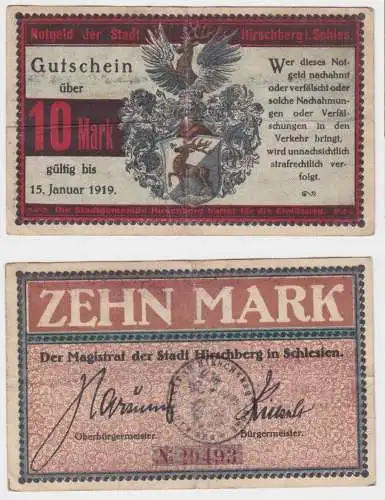 Notgeld der Stadt Hirschberg i. Schles.
Gutschein
über
10 Mark
gültig bis
15. Januar 1919.
Wer dieses Not-
geld nachahmt
oder verfälscht oder
solche Nachahmun-
gen oder Verfäl-
schungen in den
Verkehr bringt,
wird unnachsichtlich
strafrechtlich ver-
folgt.
Die Stadtgemeinde Hirschberg haftet für die Einlösung.
ZEHN MARK
Der Magistrat der Stadt Hirschberg in Schlesien.
Oberbürgermeister.
Bürgermeister.
№ 20493